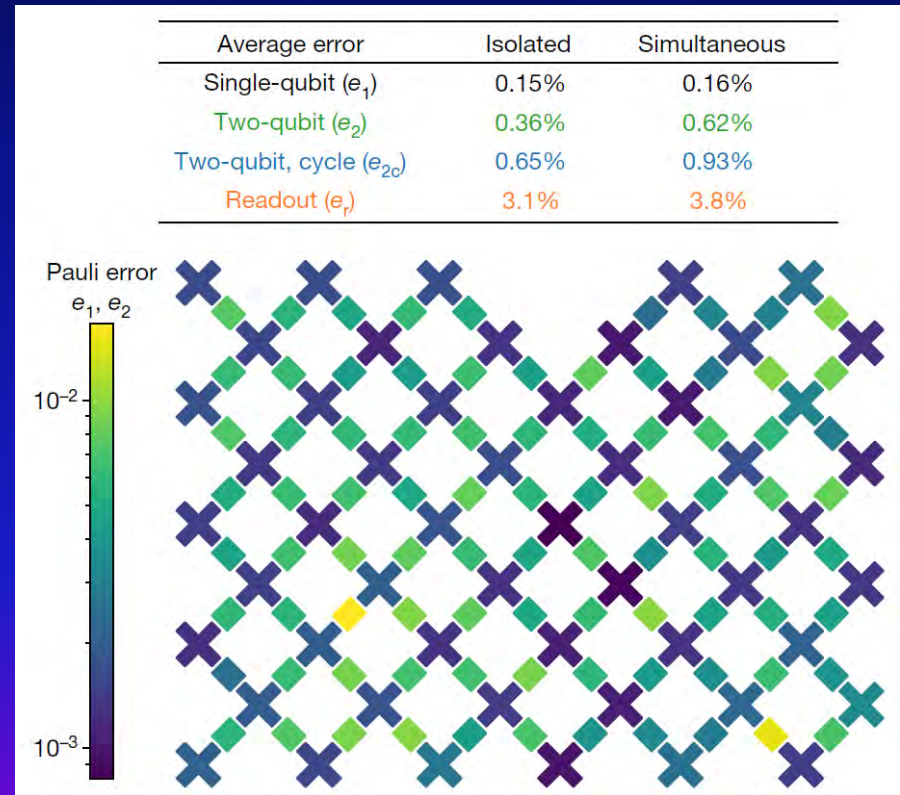 Average error Isolated Simultaneous
Single-qubit (e₁) 0.15% 0.16%
Two-qubit (e₂) 0.36% 0.62%
Two-qubit, cycle (e₂c) 0.65% 0.93%
Readout (eᵣ) 3.1% 3.8%
Pauli error
e₁, e₂
10⁻²
10⁻³